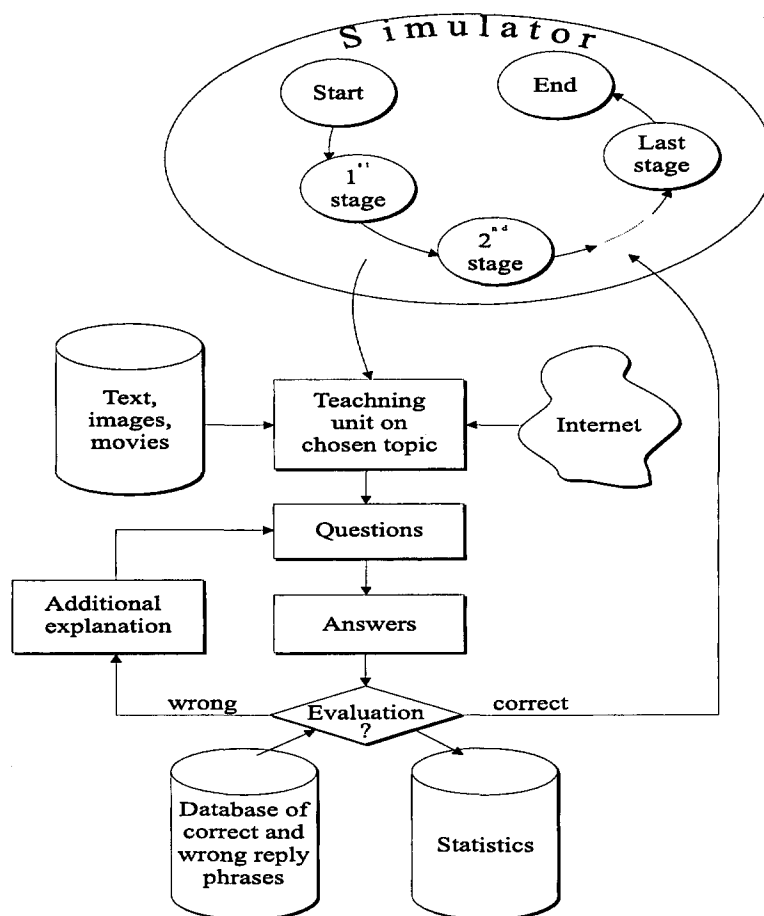 Simulator
Start
End
1st
stage
Last
stage
2nd
stage
Text,
images,
movies
Teachning
unit on
chosen topic
Internet
Questions
Additional
explanation
Answers
wrong
Evaluation
?
correct
Database of
correct and
wrong reply
phrases
Statistics